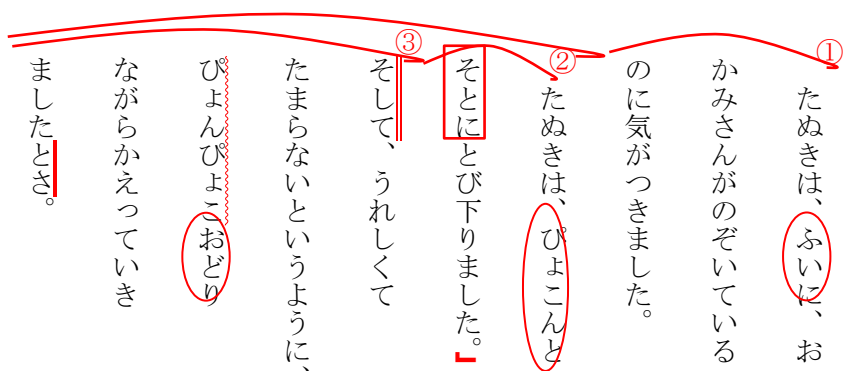 ①
たぬきは、ふいに、お
かみさんがのぞいている
のに気がつきました。
②
たぬきは、ぴょこんと
そとにとび下りました。」
③
そして、うれしくて
たまらないというように、
ぴょんぴょこおどり
ながらかえっていき
ましたとさ。